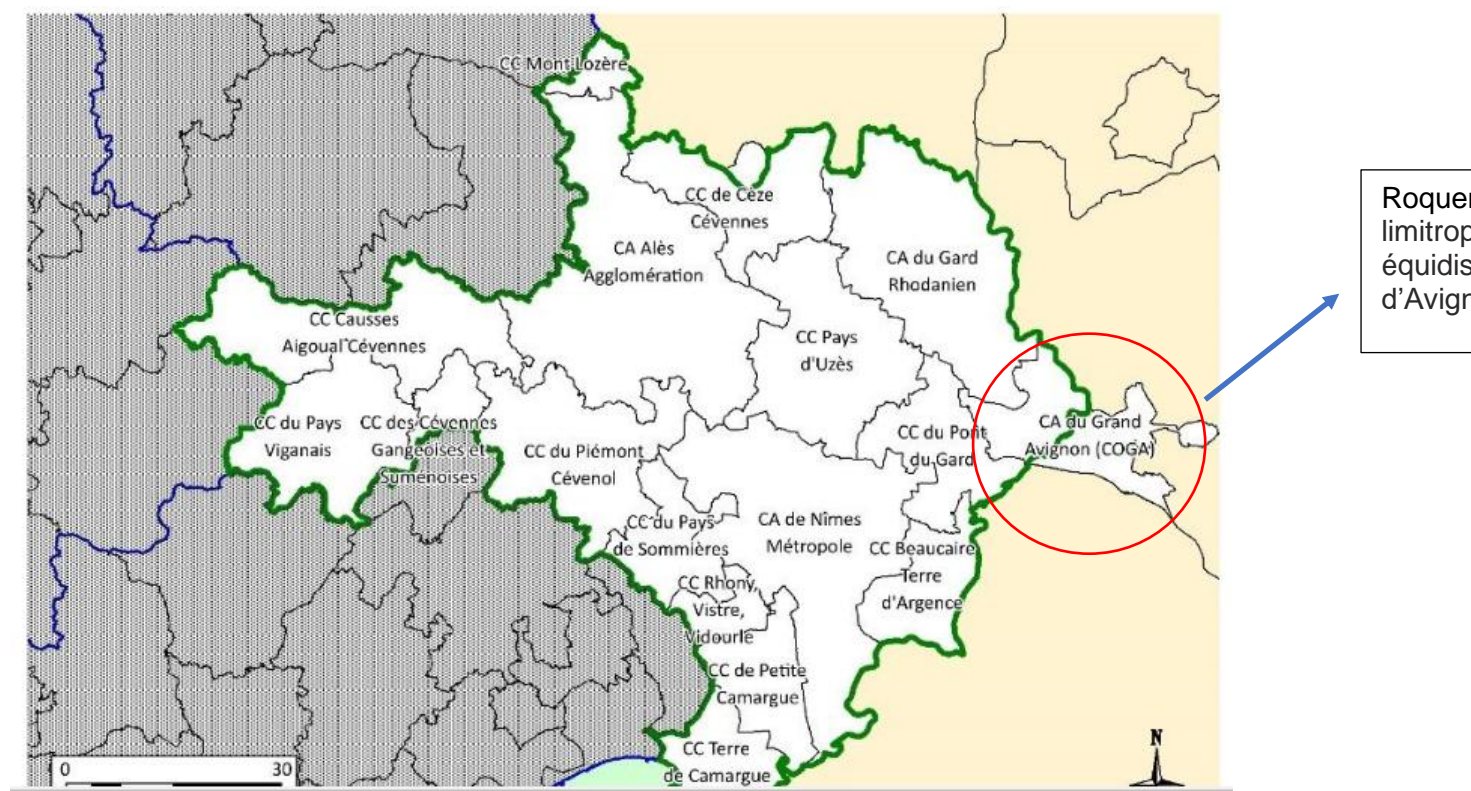 CC Mont Lozère
CC de Cèze
Cévennes
CA Alès
Agglomération
CA du Gard
Rhodanien
CC Causses
Aigoual Cévennes
CC Pays
d'Uzès
CC du Pays
Viganais
CC des Cévennes
Gangeoises et
Suménoises
CC du Piémont
Cévenol
CC du Pont
du Gard
CA du Grand
Avignon (COGA)
CC du Pays
de Sommières
CA de Nîmes
Métropole
CC Beaucaire
Terre
d'Argence
CC Rhony,
Vistre,
Vidourle
CC de Petite
Camargue
CC Terre
de Camargue
0 30
N
limitrop
équidis
d'Avign